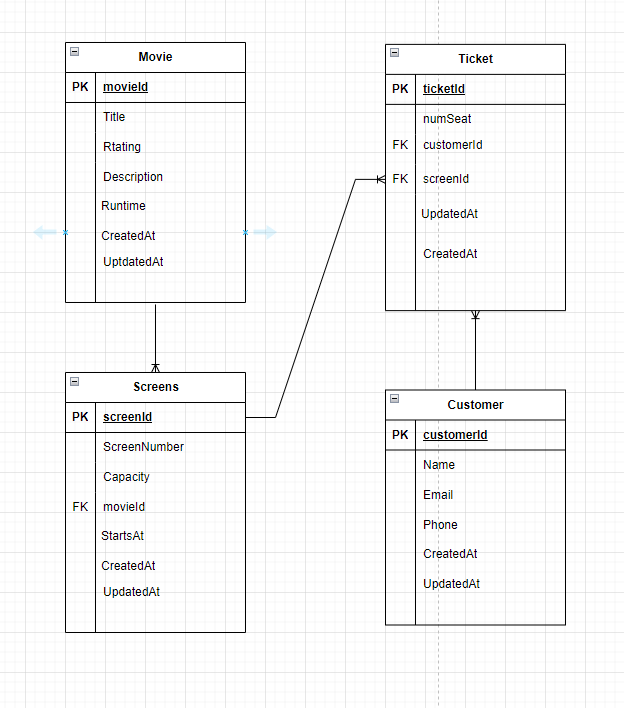 Movie
PK movieId
Title
Rtating
Description
Runtime
CreatedAt
UptdatedAt
Ticket
PK ticketId
numSeat
FK customerId
FK screenId
UpdatedAt
CreatedAt
Screens
PK screenId
ScreenNumber
Capacity
FK movieId
StartsAt
CreatedAt
UpdatedAt
Customer
PK customerId
Name
Email
Phone
CreatedAt
UpdatedAt